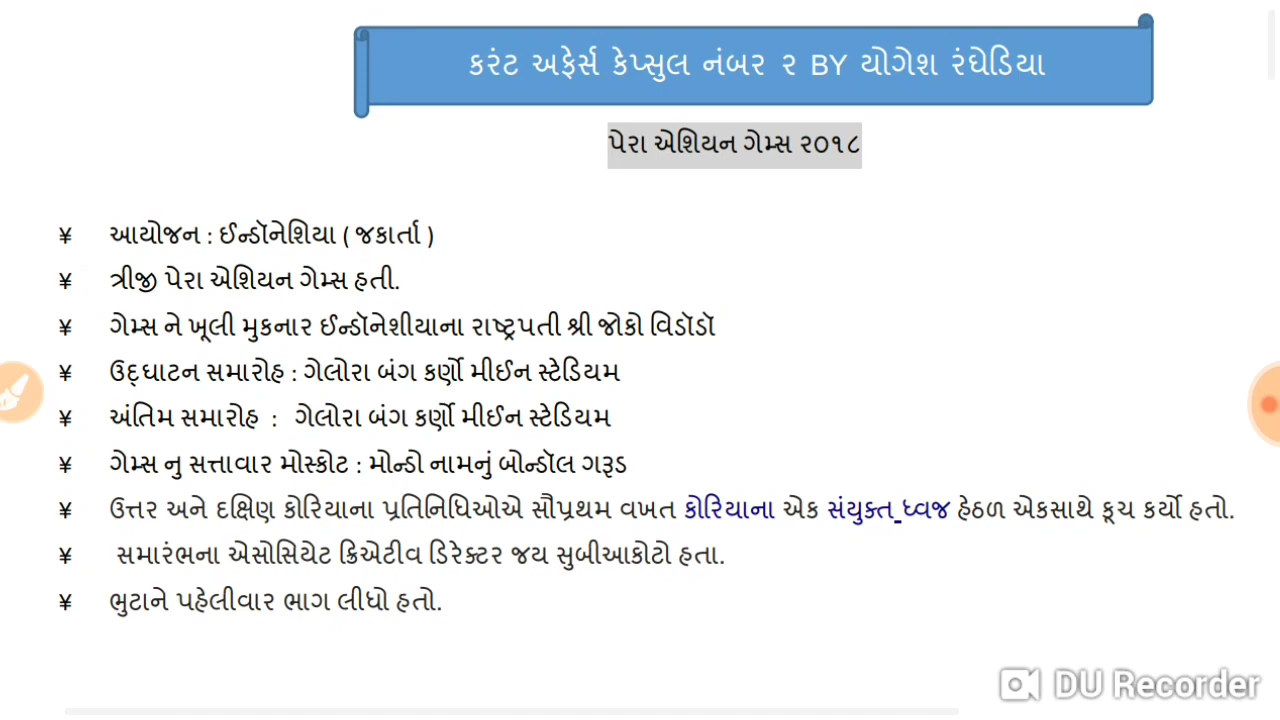 કરંટ અફેર્સ કેપ્સુલ નંબર ૨ BY યોગેશ રંઘેડિયા
પેરા એશિયન ગેમ્સ ૨૦૧૮
¥ આયોજન : ઈન્ડૉનેશિયા ( જકાર્તા )
¥ ત્રીજી પેરા એશિયન ગેમ્સ હતી.
¥ ગેમ્સ ને ખૂલી મુકનાર ઈન્ડૉનેશીયાના રાષ્ટ્રપતી શ્રી જોકો વિડૉડૉ
¥ ઉદ્ઘાટન સમારોહ : ગેલોરા બંગ કર્ણો મીઈન સ્ટેડિયમ
¥ અંતિમ સમારોહ : ગેલોરા બંગ કર્ણો મીઈન સ્ટેડિયમ
¥ ગેમ્સ નુ સત્તાવાર મોસ્કોટ : મોન્ડો નામનું બોન્ડૉલ ગરૂડ
¥ ઉત્તર અને દક્ષિણ કોરિયાના પ્રતિનિધિઓએ સૌપ્રથમ વખત કોરિયાના એક સંયુક્ત_ધ્વજ હેઠળ એકસાથે કૂચ કર્યો હતો.
¥ સમારંભના એસોસિયેટ ક્રિએટીવ ડિરેક્ટર જય સુબીઆકોટો હતા.
¥ ભુટાને પહેલીવાર ભાગ લીધો હતો.
DU Recorder